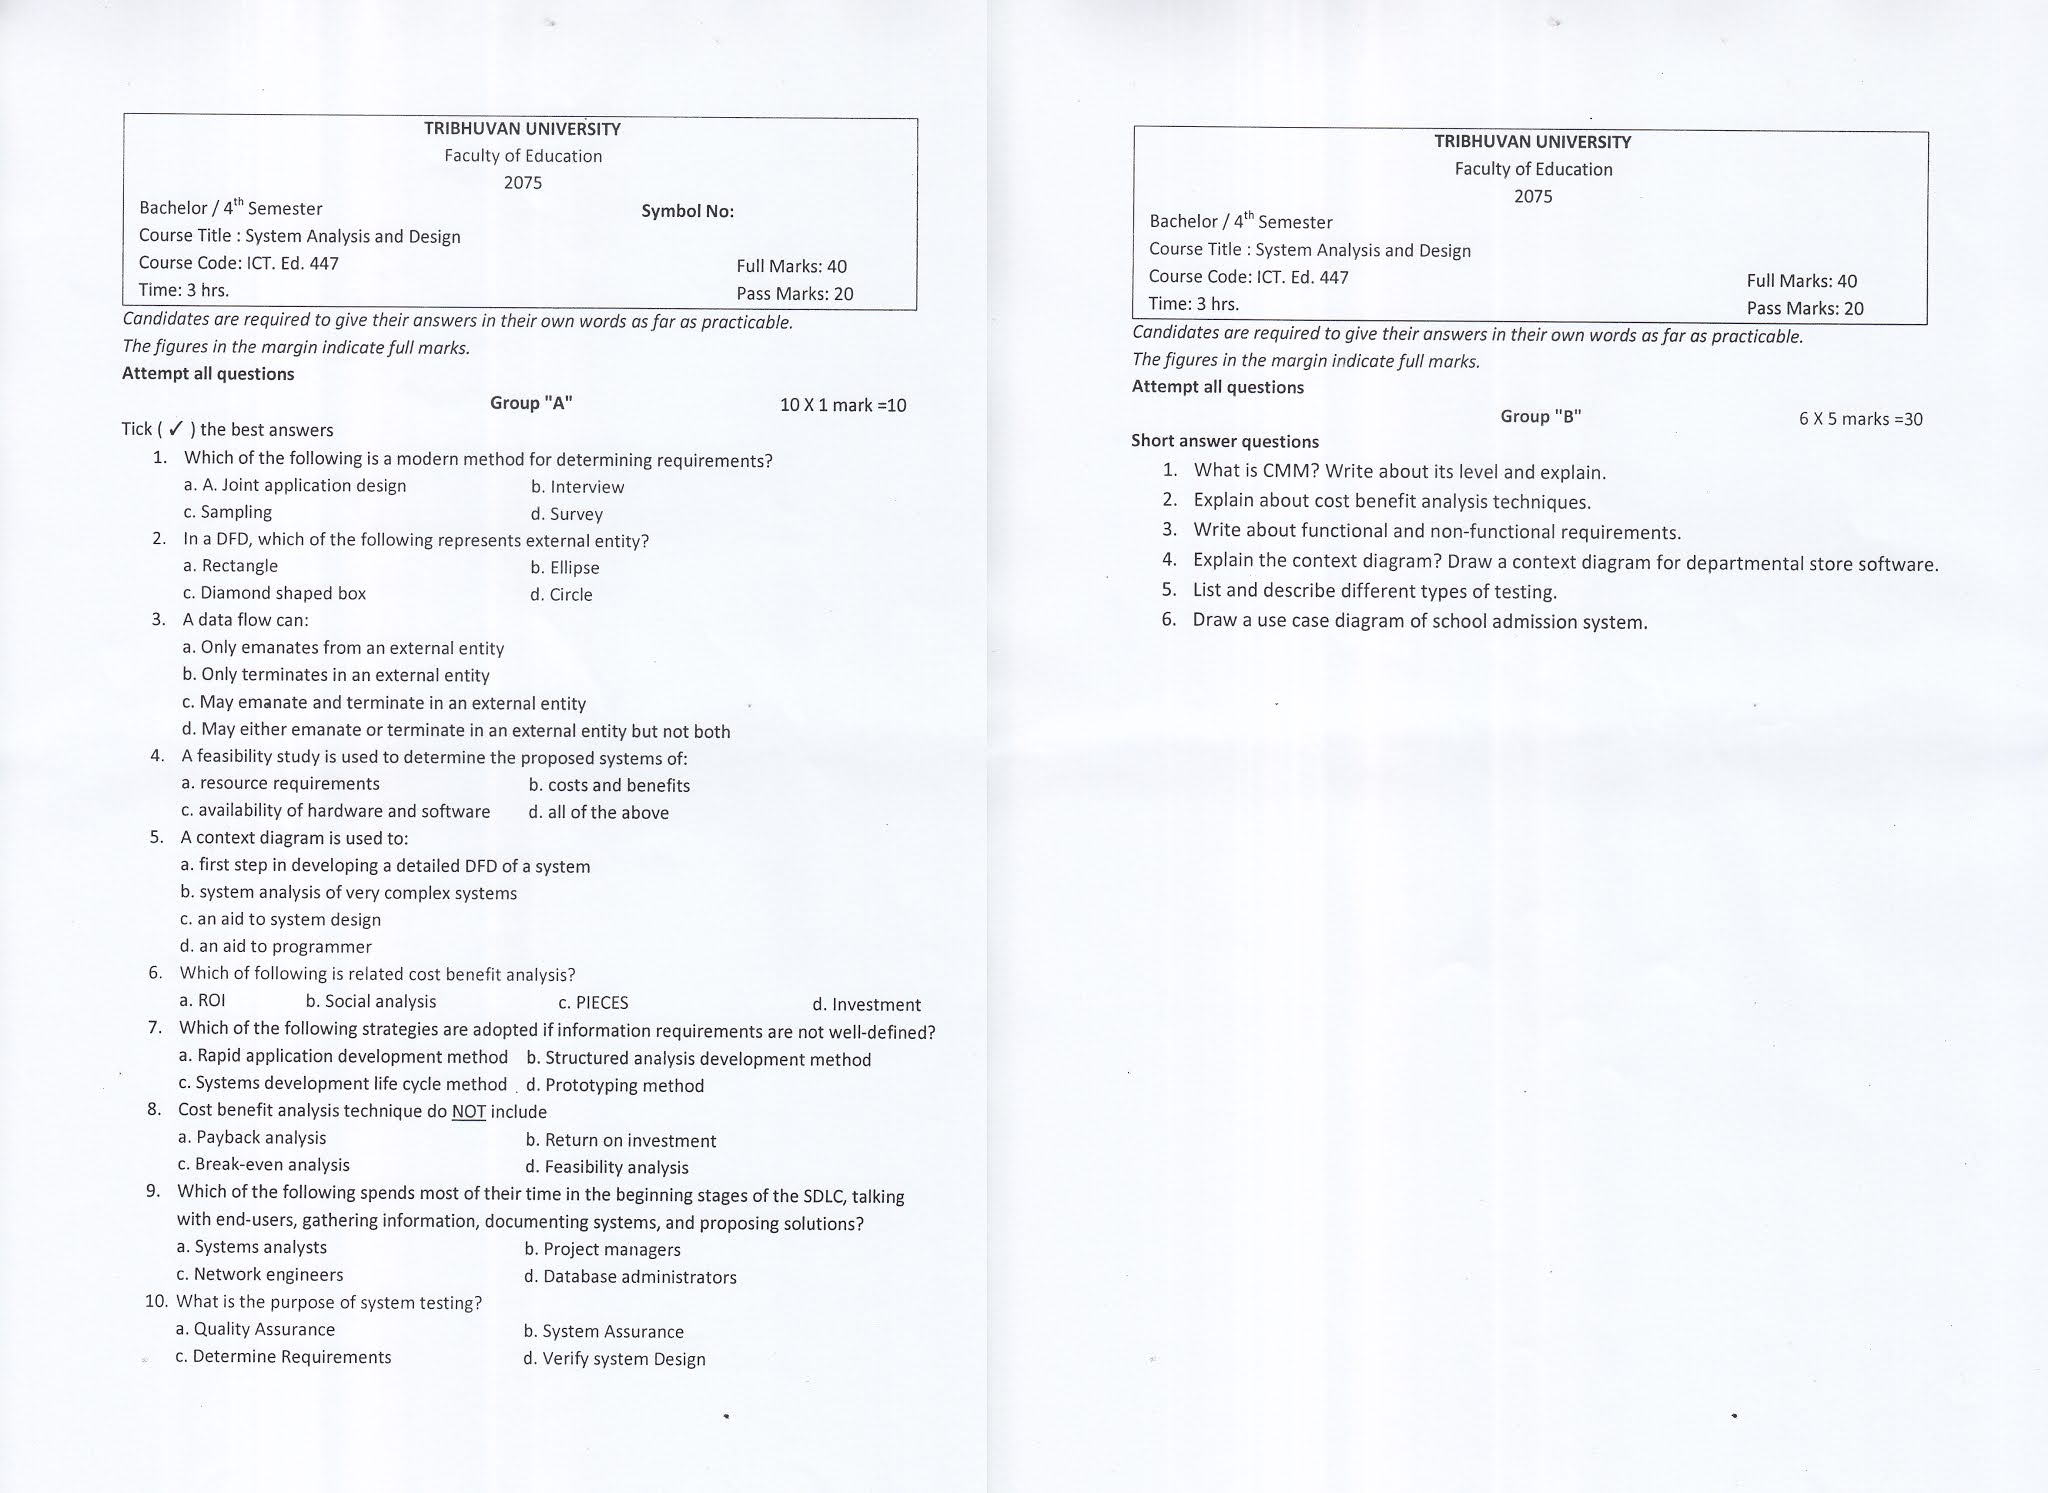 TRIBHUVAN UNIVERSITY
Faculty of Education
2075
Bachelor / 4th Semester Symbol No:
Course Title : System Analysis and Design
Course Code: ICT. Ed. 447 Full Marks: 40
Time: 3 hrs. Pass Marks: 20
Candidates are required to give their answers in their own words as far as practicable.
The figures in the margin indicate full marks.
Attempt all questions
Group "A" 10 X 1 mark =10
Tick ( ✓ ) the best answers
1. Which of the following is a modern method for determining requirements?
a. A. Joint application design b. Interview
c. Sampling d. Survey
2. In a DFD, which of the following represents external entity?
a. Rectangle b. Ellipse
c. Diamond shaped box d. Circle
3. A data flow can:
a. Only emanates from an external entity
b. Only terminates in an external entity
c. May emanate and terminate in an external entity
d. May either emanate or terminate in an external entity but not both
4. A feasibility study is used to determine the proposed systems of:
a. resource requirements b. costs and benefits
c. availability of hardware and software d. all of the above
5. A context diagram is used to:
a. first step in developing a detailed DFD of a system
b. system analysis of very complex systems
c. an aid to system design
d. an aid to programmer
6. Which of following is related cost benefit analysis?
a. ROI b. Social analysis c. PIECES d. Investment
7. Which of the following strategies are adopted if information requirements are not well-defined?
a. Rapid application development method b. Structured analysis development method
c. Systems development life cycle method d. Prototyping method
8. Cost benefit analysis technique do NOT include
a. Payback analysis b. Return on investment
c. Break-even analysis d. Feasibility analysis
9. Which of the following spends most of their time in the beginning stages of the SDLC, talking
with end-users, gathering information, documenting systems, and proposing solutions?
a. Systems analysts b. Project managers
c. Network engineers d. Database administrators
10. What is the purpose of system testing?
a. Quality Assurance b. System Assurance
c. Determine Requirements d. Verify system Design
TRIBHUVAN UNIVERSITY
Faculty of Education
2075
Bachelor / 4th Semester
Course Title : System Analysis and Design
Course Code: ICT. Ed. 447 Full Marks: 40
Time: 3 hrs. Pass Marks: 20
Candidates are required to give their answers in their own words as far as practicable.
The figures in the margin indicate full marks.
Attempt all questions
Group "B" 6 X 5 marks =30
Short answer questions
1. What is CMM? Write about its level and explain.
2. Explain about cost benefit analysis techniques.
3. Write about functional and non-functional requirements.
4. Explain the context diagram? Draw a context diagram for departmental store software.
5. List and describe different types of testing.
6. Draw a use case diagram of school admission system.